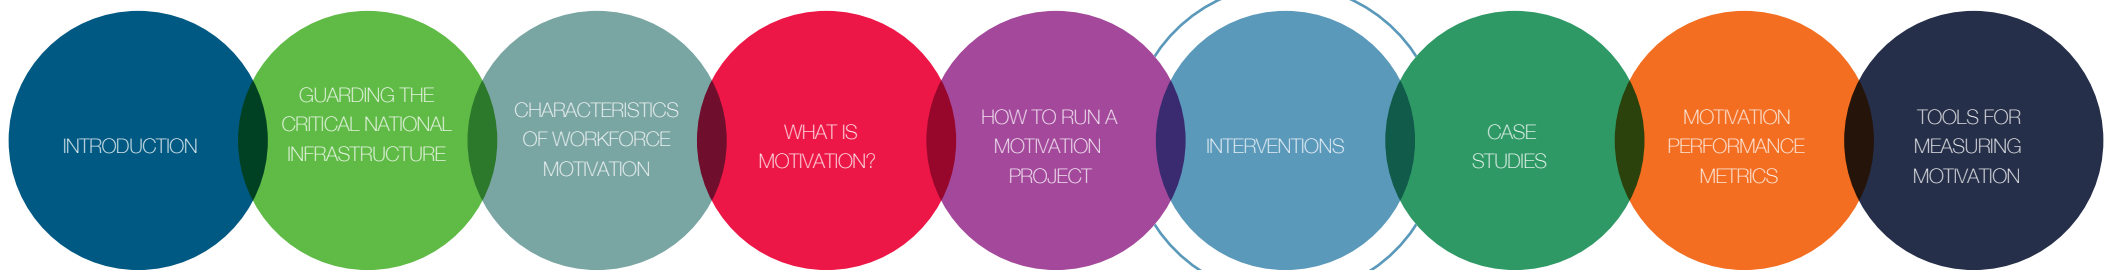 INTRODUCTION
GUARDING THE
CRITICAL NATIONAL
INFRASTRUCTURE
CHARACTERISTICS
OF WORKFORCE
MOTIVATION
WHAT IS
MOTIVATION?
HOW TO RUN A
MOTIVATION
PROJECT
INTERVENTIONS
CASE
STUDIES
MOTIVATION
PERFORMANCE
METRICS
TOOLS FOR
MEASURING
MOTIVATION